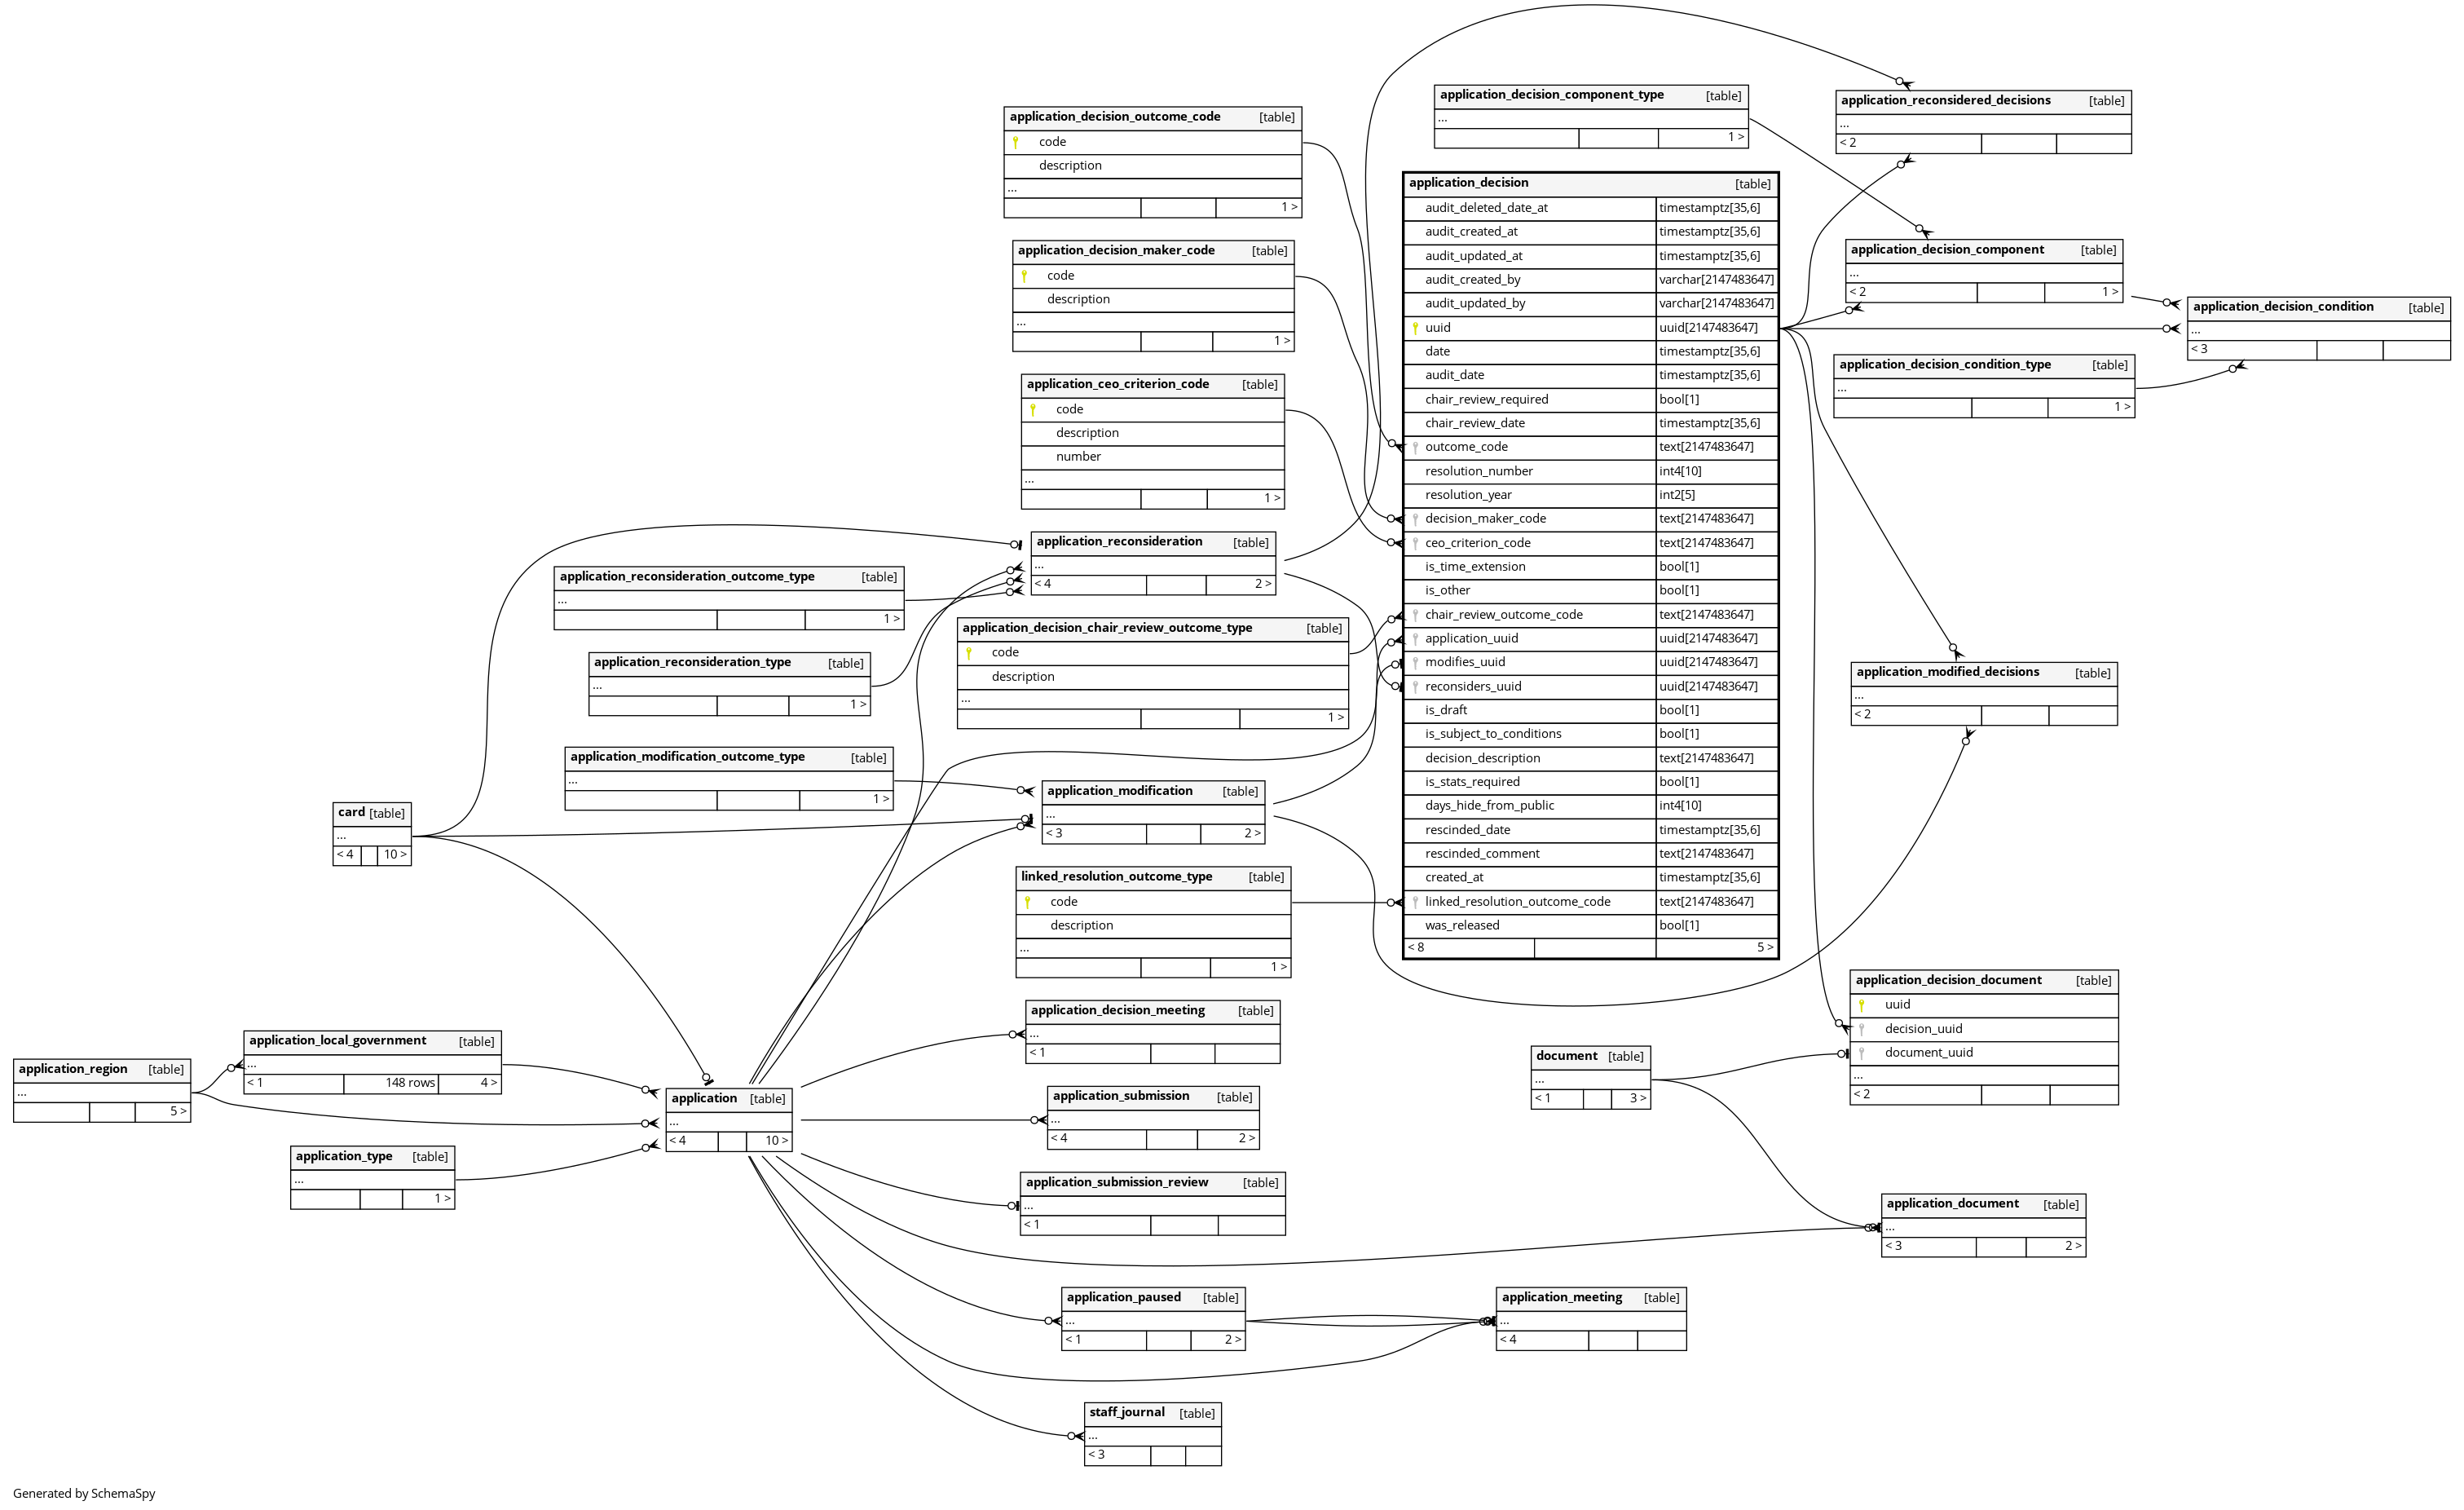 application_decision_component_type [table]
...
1 >
application_reconsidered_decisions [table]
...
< 2
application_decision_outcome_code [table]
code
description
...
1 >
application_decision [table]
audit_deleted_date_at timestamptz[35,6]
audit_created_at timestamptz[35,6]
audit_updated_at timestamptz[35,6]
audit_created_by varchar[2147483647]
audit_updated_by varchar[2147483647]
uuid uuid[2147483647]
date timestamptz[35,6]
audit_date timestamptz[35,6]
chair_review_required bool[1]
chair_review_date timestamptz[35,6]
outcome_code text[2147483647]
resolution_number int4[10]
resolution_year int2[5]
decision_maker_code text[2147483647]
ceo_criterion_code text[2147483647]
is_time_extension bool[1]
is_other bool[1]
chair_review_outcome_code text[2147483647]
application_uuid uuid[2147483647]
modifies_uuid uuid[2147483647]
reconsiders_uuid uuid[2147483647]
is_draft bool[1]
is_subject_to_conditions bool[1]
decision_description text[2147483647]
is_stats_required bool[1]
days_hide_from_public int4[10]
rescinded_date timestamptz[35,6]
rescinded_comment text[2147483647]
created_at timestamptz[35,6]
linked_resolution_outcome_code text[2147483647]
was_released bool[1]
< 8 5 >
application_decision_maker_code [table]
code
description
...
1 >
application_decision_component [table]
...
< 2 1 >
application_decision_condition [table]
...
< 3
application_decision_condition_type [table]
...
1 >
application_ceo_criterion_code [table]
code
description
number
...
1 >
application_reconsideration [table]
...
< 4 2 >
application_reconsideration_outcome_type [table]
...
1 >
application_decision_chair_review_outcome_type [table]
code
description
...
1 >
application_reconsideration_type [table]
...
1 >
application_modified_decisions [table]
...
< 2
application_modification_outcome_type [table]
...
1 >
application_modification [table]
...
< 3 2 >
card [table]
...
< 4 10 >
linked_resolution_outcome_type [table]
code
description
...
1 >
application_decision_document [table]
uuid
decision_uuid
document_uuid
...
< 2
application_decision_meeting [table]
...
< 1
application_local_government [table]
...
< 1 148 rows 4 >
application_region [table]
...
5 >
document [table]
...
< 1 3 >
application [table]
...
< 4 10 >
application_submission [table]
...
< 4 2 >
application_type [table]
...
1 >
application_submission_review [table]
...
< 1
application_document [table]
...
< 3 2 >
application_paused [table]
...
< 1 2 >
application_meeting [table]
...
< 4
staff_journal [table]
...
< 3
Generated by SchemaSpy